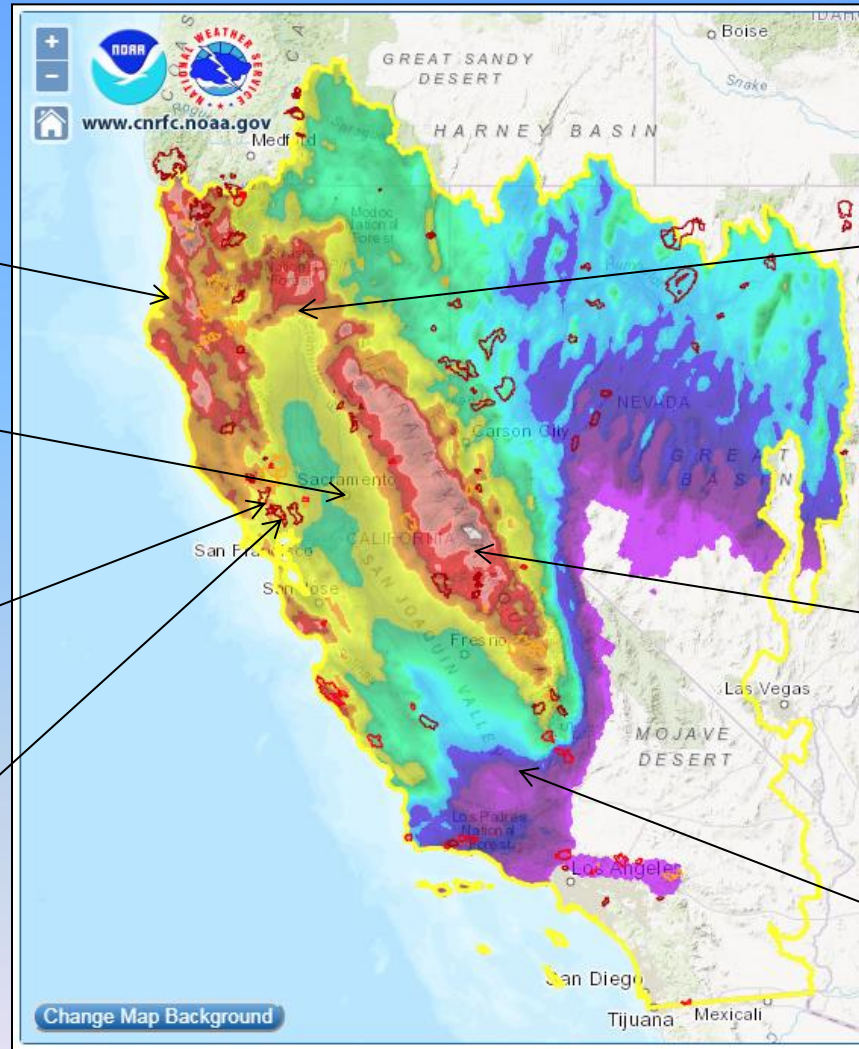 +
−
NOAA
NATIONAL WEATHER SERVICE
www.cnrfc.noaa.gov
IDAHO
Boise
GREAT SANDY
DESERT
Snake
HARNEY BASIN
Medford
Modoc
National
Forest
NEVADA
GREAT
BASIN
Carson City
Sacramento
CALIFORNIA
San Francisco
San Jose
SAN JOAQUIN VALLEY
Fresno
Las Vegas
MOJAVE
DESERT
Los Padres
National
Forest
Los Angeles
San Diego
Tijuana
Mexicali
Change Map Background